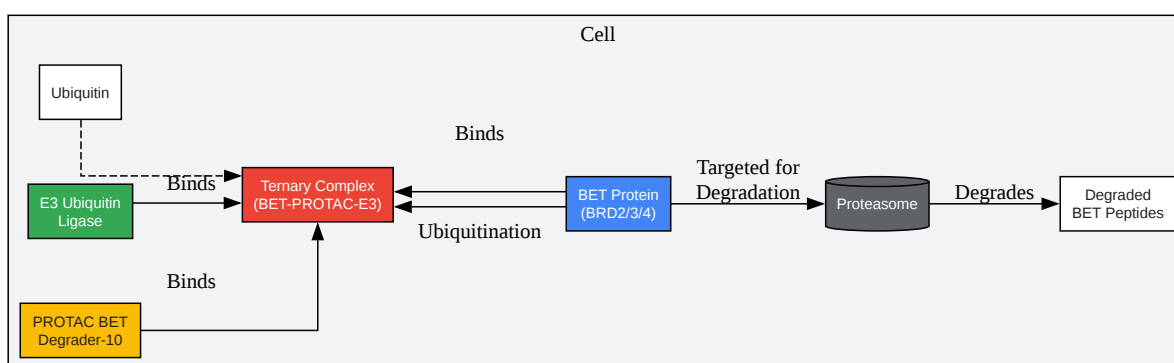 Cell
Ubiquitin
Binds
Targeted for
Degradation
Binds
E3 Ubiquitin
Ligase
Ternary Complex
(BET-PROTAC-E3)
BET Protein
(BRD2/3/4)
Proteasome
Degrades
Degraded
BET Peptides
Ubiquitination
Binds
PROTAC BET
Degrader-10